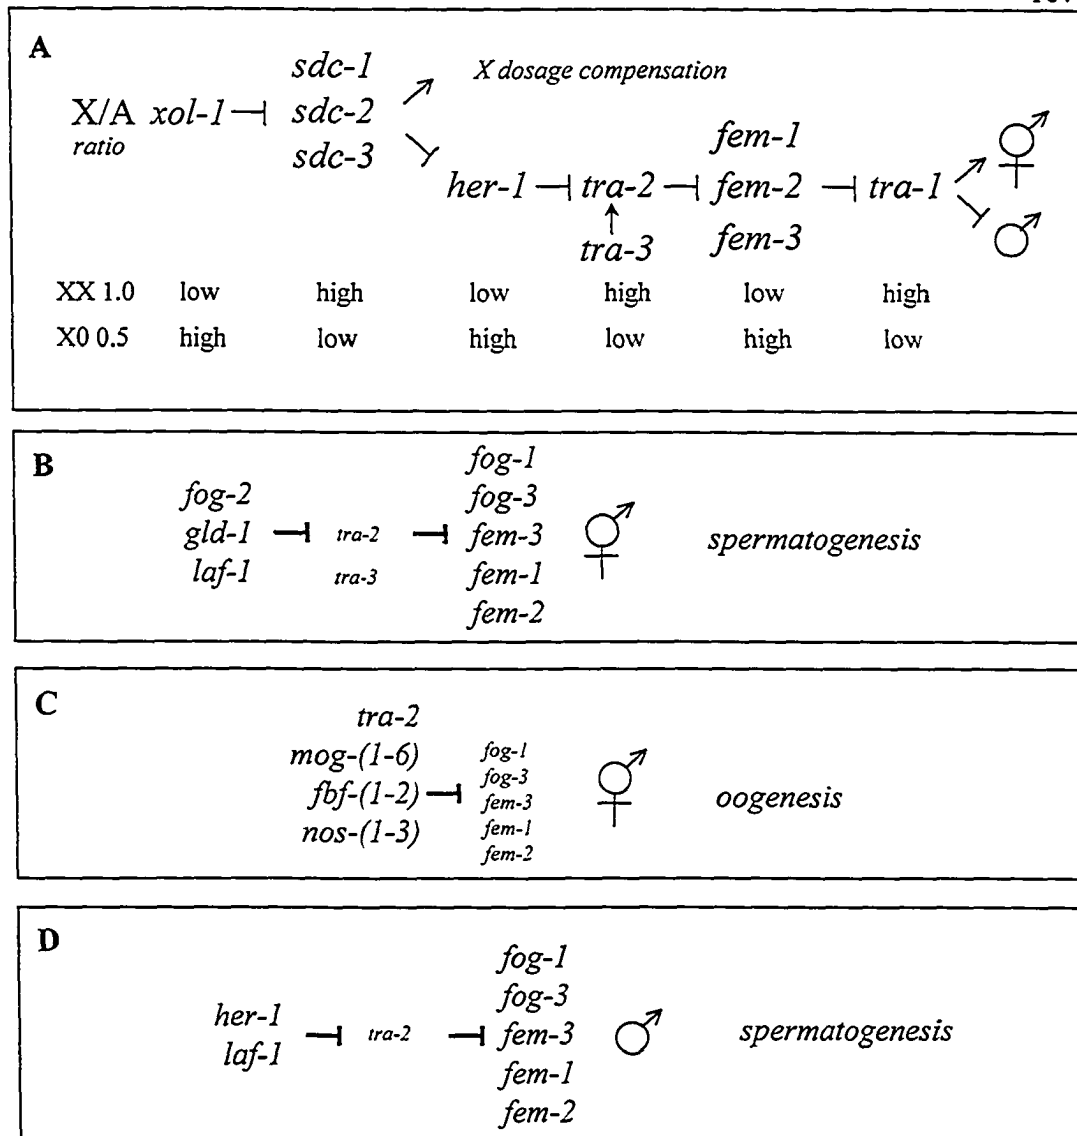 A
sdc-1
X dosage compensation
X/A xol-1 sdc-2
ratio
sdc-3
fem-1
her-1 tra-2 fem-2 tra-1
tra-3 fem-3
XX 1.0 low high low high low high
X0 0.5 high low high low high low
B
fog-1
fog-2
fog-3
gld-1 tra-2 fem-3 spermatogenesis
laf-1 tra-3 fem-1
fem-2
C
tra-2
mog-(1-6) fog-1
fog-3
fbf-(1-2) fem-3 oogenesis
nos-(1-3) fem-1
fem-2
D
fog-1
fog-3
her-1
tra-2 fem-3 spermatogenesis
laf-1
fem-1
fem-2